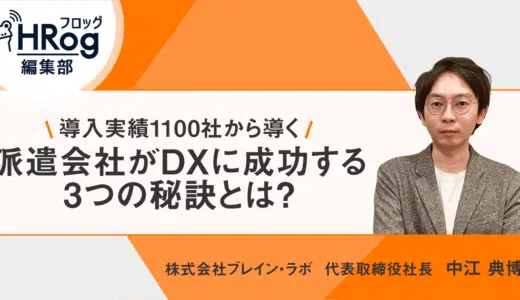 フロッグ
HRog
編集部
\ 導入実績1100社から導く /
派遣会社がDXに成功する
3つの秘訣とは?
株式会社ブレイン・ラボ 代表取締役社長 中江 典博